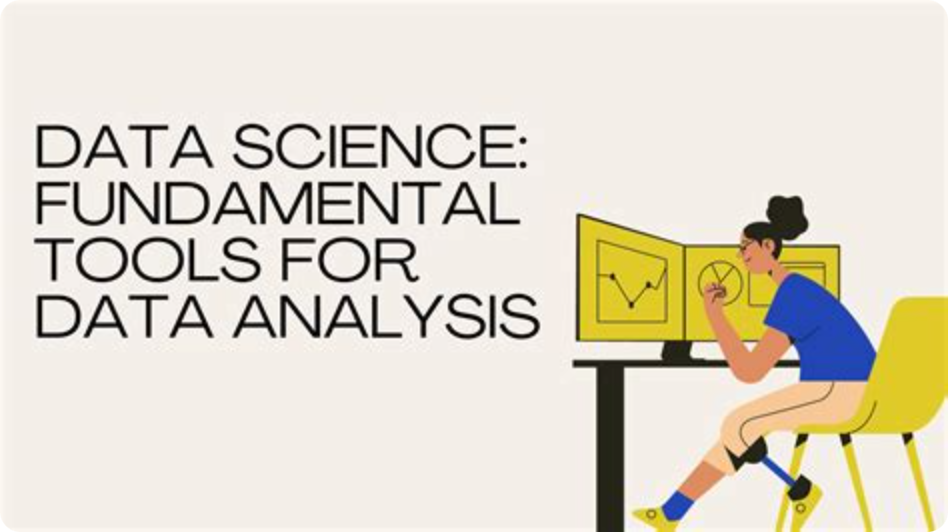 DATA SCIENCE:
FUNDAMENTAL
TOOLS FOR
DATA ANALYSIS